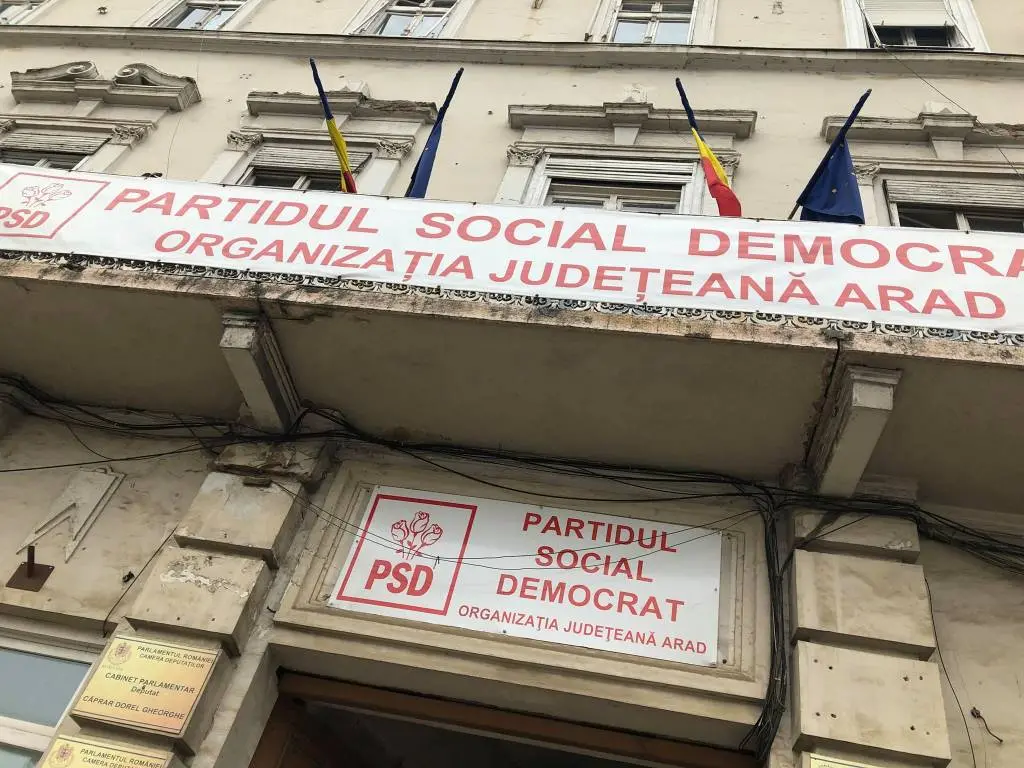 PSD
PARTIDUL SOCIAL DEMOCRA
ORGANIZAȚIA JUDEȚEANĂ ARAD
PSD
PARTIDUL
SOCIAL
DEMOCRAT
ORGANIZAȚIA JUDEȚEANĂ ARAD
PARLAMENTUL ROMÂNIEI
CAMERA DEPUTAȚILOR
CABINET PARLAMENTAR
Deputat
CĂPRAR DOREL GHEORGHE
PARLAMENTUL ROMÂNIEI
CAMERA DEPUTAȚILOR